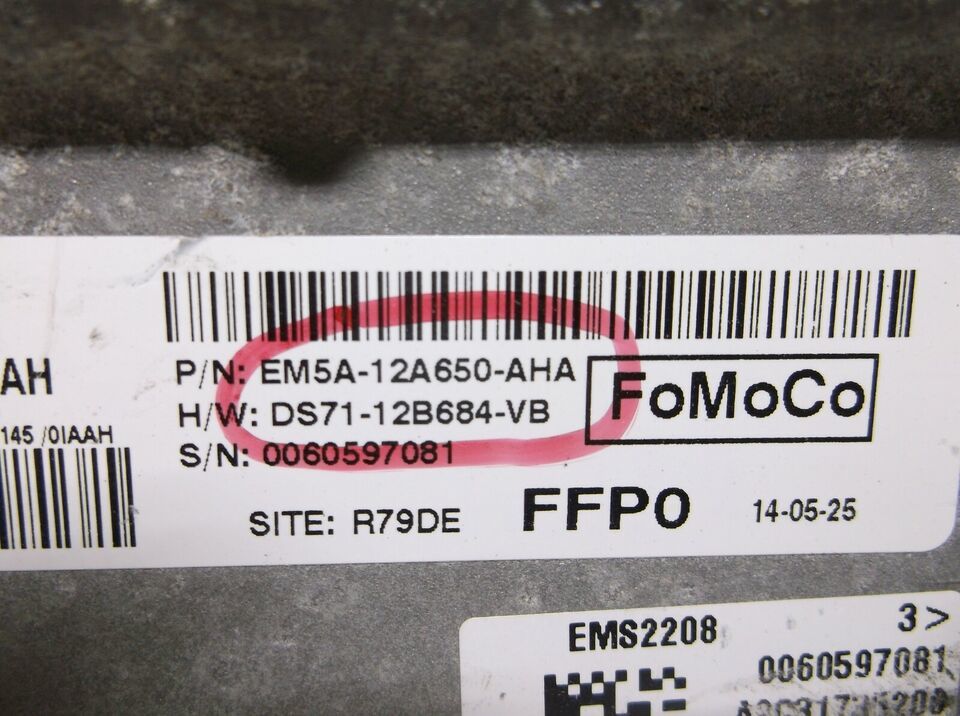 AH
145 /0IAAH
P/N: EM5A-12A650-AHA
H/W: DS71-12B684-VB
S/N: 0060597081
FoMoCo
SITE: R79DE
FFP0
14-05-25
EMS2208
3>
0060597081